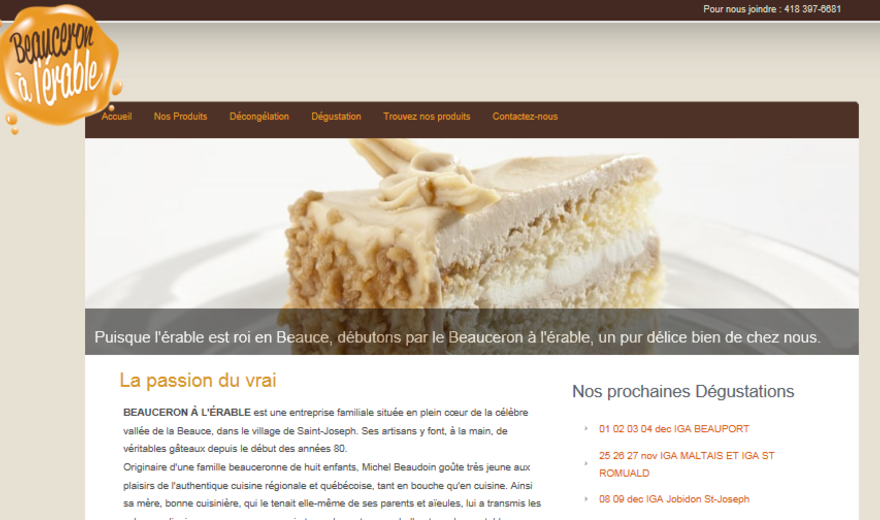 Pour nous joindre : 418 397-6681
Beauceron
à l'érable
Accueil Nos Produits Décongélation Dégustation Trouvez nos produits Contactez-nous
Puisque l'érable est roi en Beauce, débutons par le Beauceron à l'érable, un pur délice bien de chez nous.
La passion du vrai
BEAUCERON À L'ÉRABLE est une entreprise familiale située en plein cœur de la célèbre
vallée de la Beauce, dans le village de Saint-Joseph. Ses artisans y font, à la main, de
véritables gâteaux depuis le début des années 80.
Originaire d'une famille beauceronne de huit enfants, Michel Beaudoin goûte très jeune aux
plaisirs de l'authentique cuisine régionale et québécoise, tant en bouche qu'en cuisine. Ainsi
sa mère, bonne cuisinière, qui le tenait elle-même de ses parents et aïeules, lui a transmis les
Nos prochaines Dégustations
01 02 03 04 dec IGA BEAUPORT
25 26 27 nov IGA MALTAIS ET IGA ST
ROMUALD
08 09 dec IGA Jobidon St-Joseph